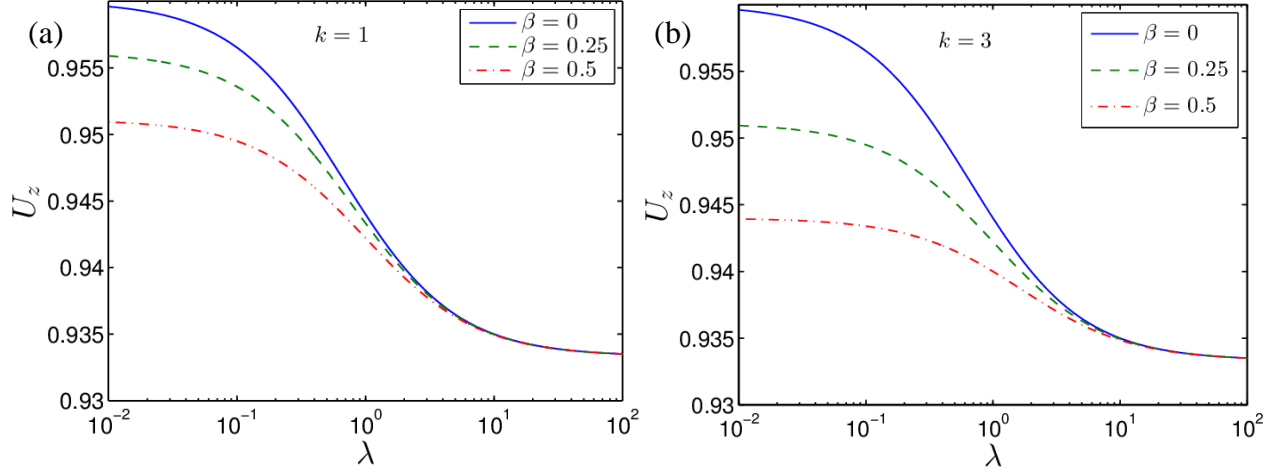 (a)
k = 1
β = 0
β = 0.25
β = 0.5
U_z
0.955
0.95
0.945
0.94
0.935
0.93
10^{-2}
10^{-1}
10^{0}
10^{1}
10^{2}
λ
(b)
k = 3
β = 0
β = 0.25
β = 0.5
U_z
0.955
0.95
0.945
0.94
0.935
0.93
10^{-2}
10^{-1}
10^{0}
10^{1}
10^{2}
λ